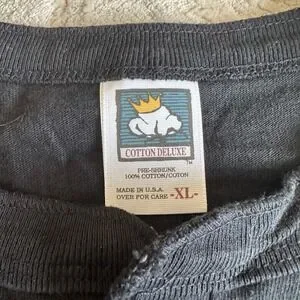 COTTON DELUXE
TM
PRE-SHRUNK
100% COTTON/COTON
MADE IN U.S.A.
OVER FOR CARE -XL-